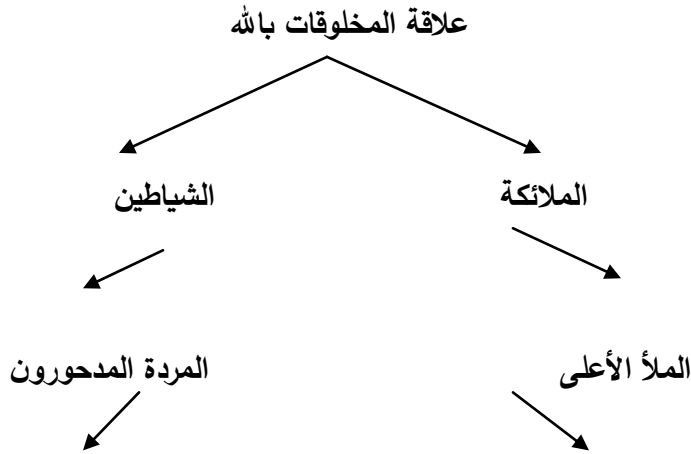 علاقة المخلوقات بالله
الملائكة
الشياطين
الملأ الأعلى
المردة المدحورون